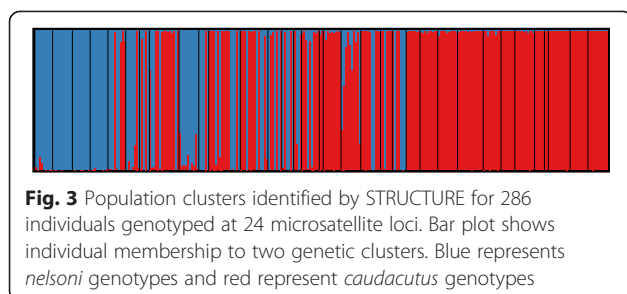 Fig. 3 Population clusters identified by STRUCTURE for 286
individuals genotyped at 24 microsatellite loci. Bar plot shows
individual membership to two genetic clusters. Blue represents
nelsoni genotypes and red represent caudacutus genotypes